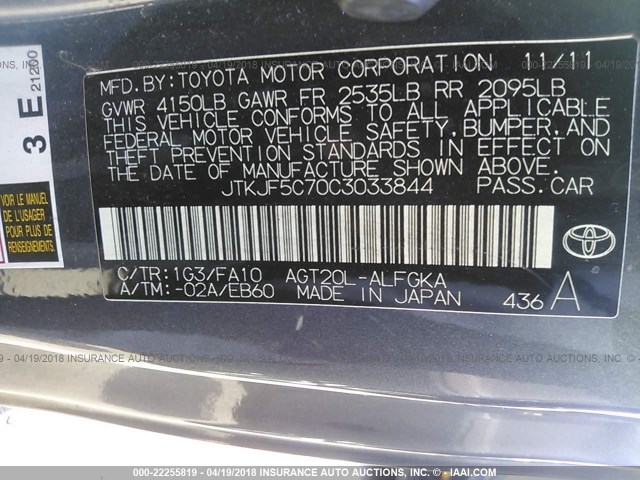 3 E
21200
VOIR LE MANUEL
DE L'USAGER
POUR PLUS DE
RENSEIGNEMENTS
MFD. BY: TOYOTA MOTOR CORPORATION 11/11
GVWR 4150LB GAWR FR 2535LB RR 2095LB
THIS VEHICLE CONFORMS TO ALL APPLICABLE
FEDERAL MOTOR VEHICLE SAFETY, BUMPER, AND
THEFT PREVENTION STANDARDS IN EFFECT ON
THE DATE OF MANUFACTURE SHOWN ABOVE.
JTKJF5C70C3033844 PASS. CAR
C/TR: 1G3/FA10 AGT20L-ALFGKA
A/TM: -02A/EB60 MADE IN JAPAN
436 A
TOYOTA
000-22255819 - 04/19/2018 - INSURANCE AUTO AUCTIONS, INC. - © - IAAI.COM